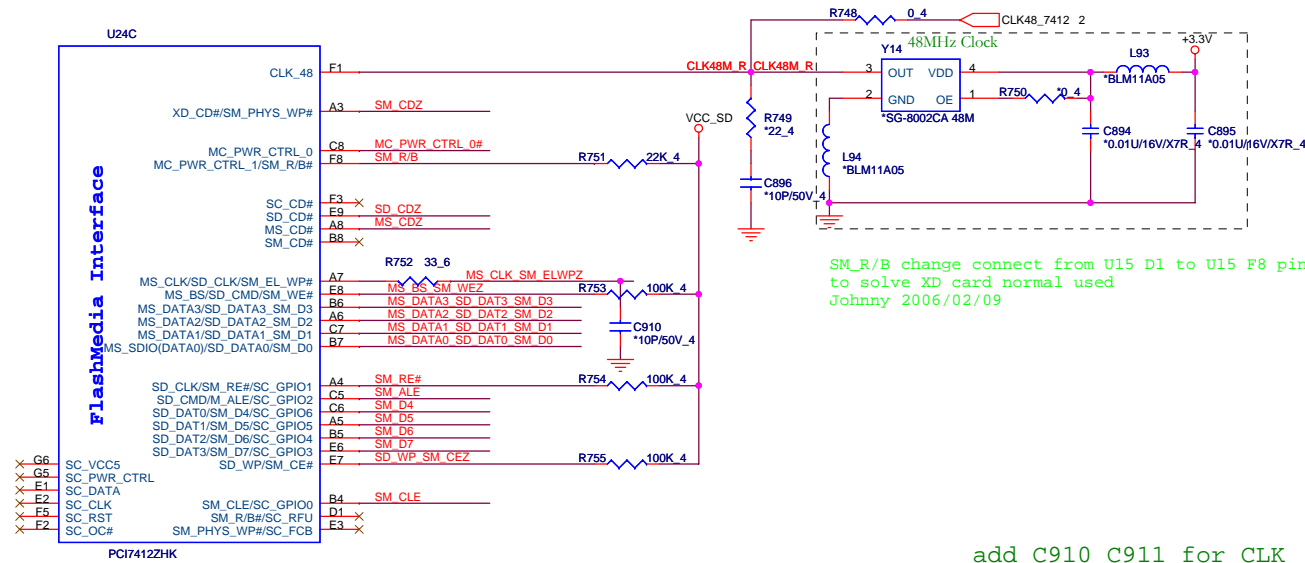 R748 0_4 CLK48_7412 2
U24C
48MHz Clock
+3.3V
Y14 L93
CLK_48 F1 CLK48M_R CLK48M_R 3 OUT VDD 4 *BLM11A05
2 GND OE 1 R750 *0_4
*SG-8002CA 48M
XD_CD#/SM_PHYS_WP# A3 SM_CDZ
VCC_SD R749
*22_4
C894 C895
*0.01U/16V/X7R_4 *0.01U/16V/X7R_4
MC_PWR_CTRL_0 C8 MC_PWR_CTRL_0#
MC_PWR_CTRL_1/SM_R/B# F8 SM_R/B R751 22K_4
L94
*BLM11A05
C896
*10P/50V_4
SC_CD# F3
SD_CD# E9 SD_CDZ
MS_CD# A8 MS_CDZ
SM_CD# B8
FlashMedia Interface
R752 33_6
MS_CLK/SD_CLK/SM_EL_WP# A7 MS_CLK_SM_ELWPZ
MS_BS/SD_CMD/SM_WE# E8 MS_BS_SM_WEZ R753 100K_4
MS_DATA3/SD_DATA3_SM_D3 B6 MS_DATA3_SD_DAT3_SM_D3
MS_DATA2/SD_DATA2_SM_D2 A6 MS_DATA2_SD_DAT2_SM_D2
MS_DATA1/SD_DATA1_SM_D1 C7 MS_DATA1_SD_DAT1_SM_D1
MS_SDIO(DATA0)/SD_DATA0/SM_D0 B7 MS_DATA0_SD_DAT0_SM_D0
C910
*10P/50V_4
SM_R/B change connect from U15 D1 to U15 F8 pin
to solve XD card normal used
Johnny 2006/02/09
SD_CLK/SM_RE#/SC_GPIO1 A4 SM_RE# R754 100K_4
SD_CMD/M_ALE/SC_GPIO2 C5 SM_ALE
SD_DAT0/SM_D4/SC_GPIO6 C6 SM_D4
SD_DAT1/SM_D5/SC_GPIO5 A5 SM_D5
SD_DAT2/SM_D6/SC_GPIO4 B5 SM_D6
SD_DAT3/SM_D7/SC_GPIO3 E6 SM_D7
SD_WP/SM_CE# E7 SD_WP_SM_CEZ R755 100K_4
G6 SC_VCC5
G5 SC_PWR_CTRL
E1 SC_DATA
E2 SC_CLK
F5 SC_RST
F2 SC_OC#
SM_CLE/SC_GPIO0 B4 SM_CLE
SM_R/B#/SC_RFU D1
SM_PHYS_WP#/SC_FCB E3
PCI7412ZHK
add C910 C911 for CLK